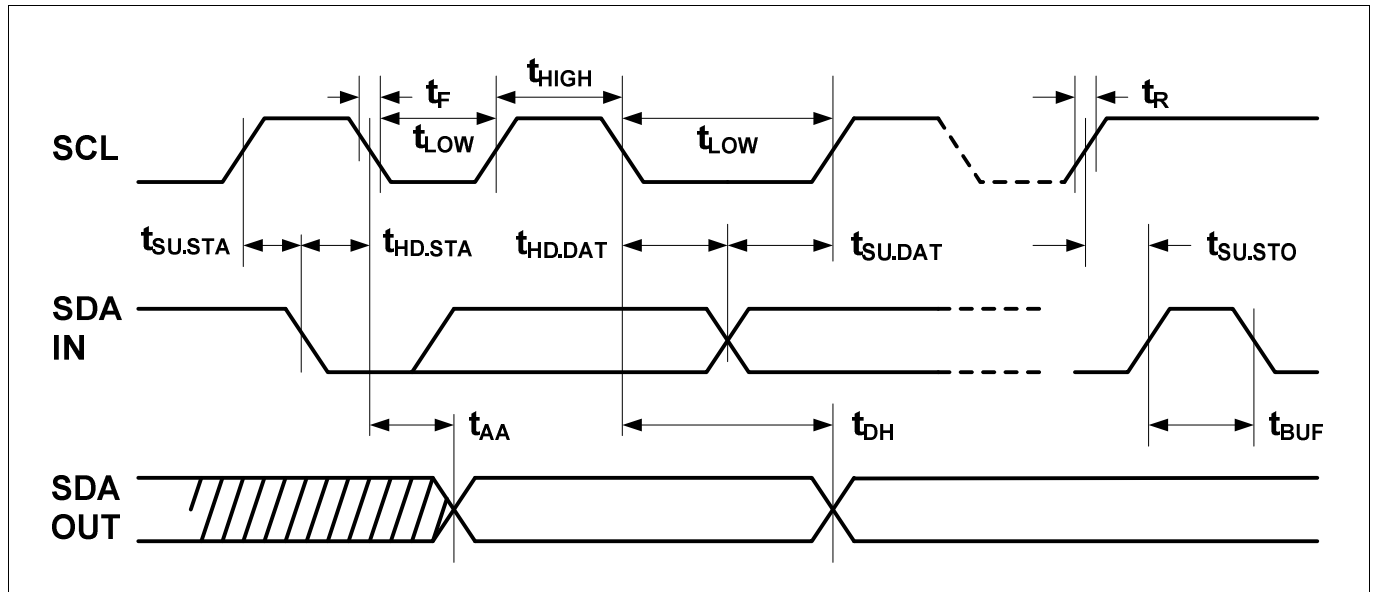 tHIGH
tF
tR
SCL
tLOW
tLOW
tSU.STA
tHD.STA
tHD.DAT
tSU.DAT
tSU.STO
SDA
IN
tAA
tDH
tBUF
SDA
OUT